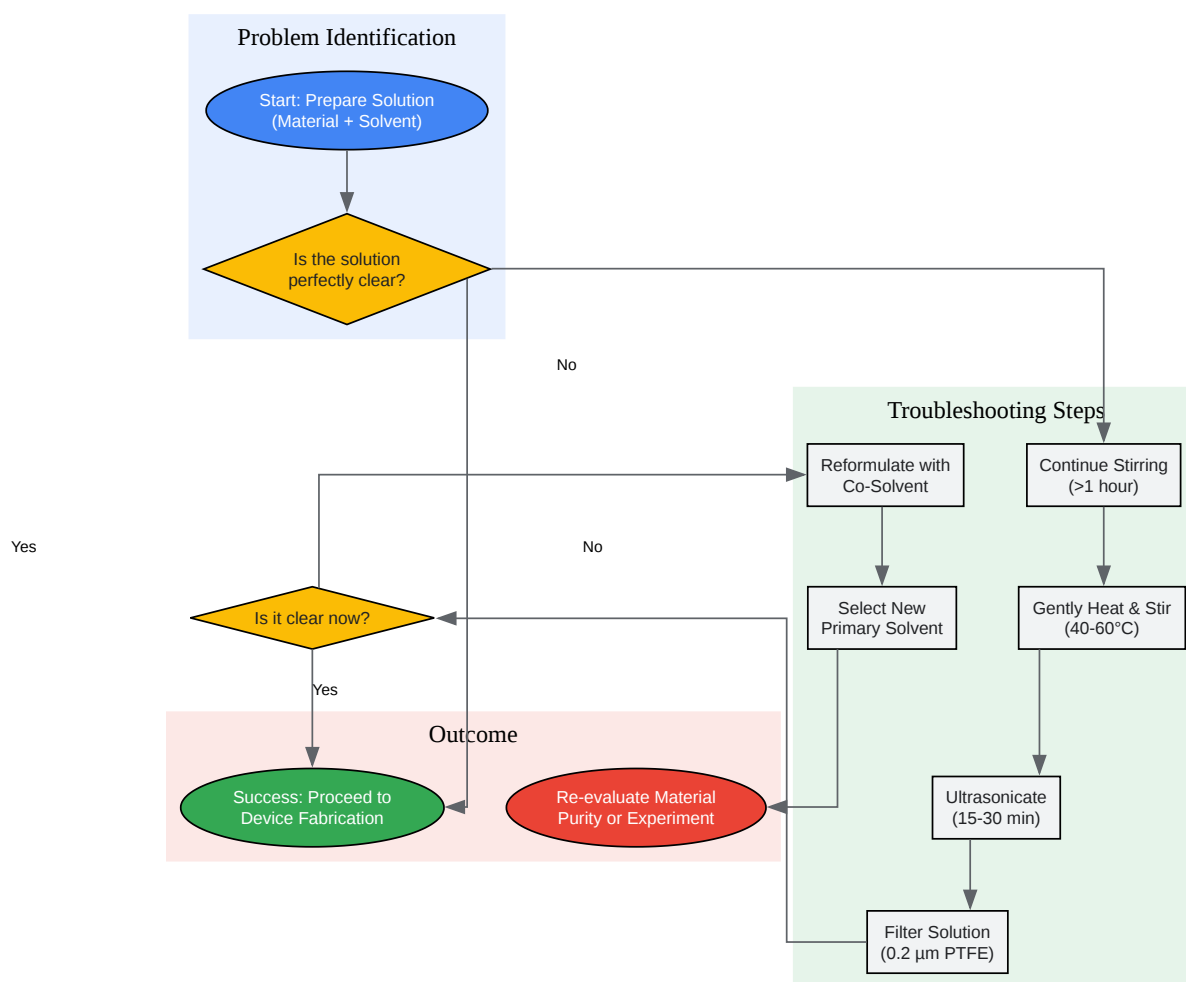 Problem Identification
Start: Prepare Solution
(Material + Solvent)
Is the solution
perfectly clear?
No
Troubleshooting Steps
Reformulate with
Co-Solvent
Continue Stirring
(>1 hour)
Yes
No
Is it clear now?
Select New
Primary Solvent
Gently Heat & Stir
(40-60°C)
Yes
Outcome
Success: Proceed to
Device Fabrication
Re-evaluate Material
Purity or Experiment
Ultrasonicate
(15-30 min)
Filter Solution
(0.2 µm PTFE)